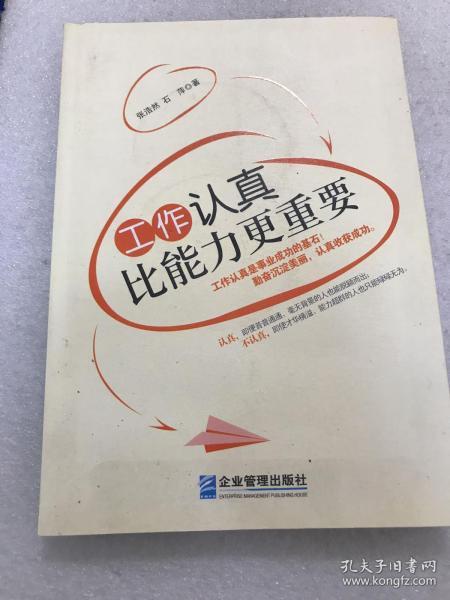 张浩然 石 萍◎著
工作认真
比能力更重要
工作认真是事业成功的基石！
勤奋沉淀美丽，认真收获成功。
认真，即便普普通通、毫无背景的人也能脱颖而出；
不认真，即使才华横溢、能力超群的人也只能碌碌无为。
企业管理出版社
ENTERPRISE MANAGEMENT PUBLISHING HOUSE
孔夫子旧书网
www.kongfz.com